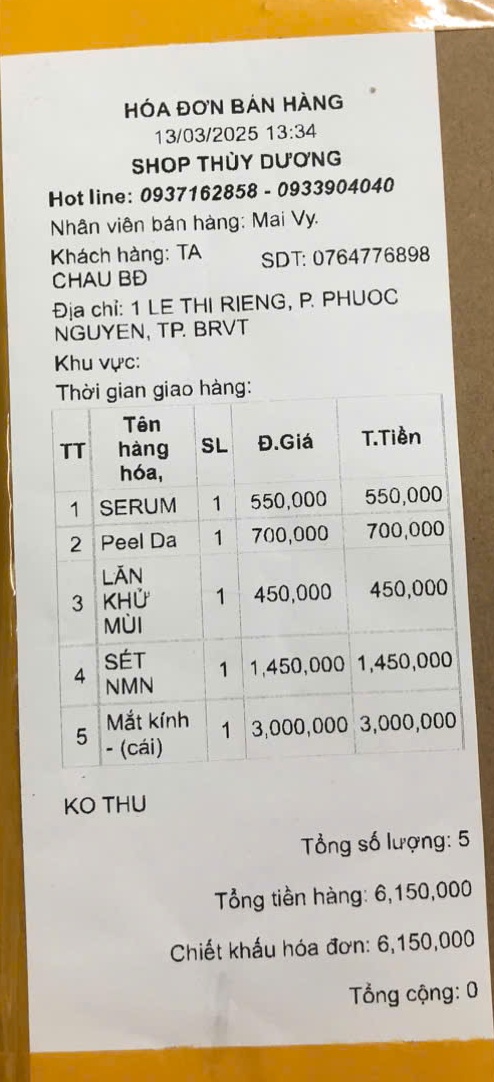 HÓA ĐƠN BÁN HÀNG
13/03/2025 13:34
SHOP THÙY DƯƠNG
Hot line: 0937162858 - 0933904040
Nhân viên bán hàng: Mai Vy.
Khách hàng: TA CHAU BĐ SDT: 0764776898
Địa chỉ: 1 LE THI RIENG, P. PHUOC
NGUYEN, TP. BRVT
Khu vực:
Thời gian giao hàng:
TT Tên hàng hóa, SL Đ.Giá T.Tiền
1 SERUM 1 550,000 550,000
2 Peel Da 1 700,000 700,000
3 LĂN KHỬ MÙI 1 450,000 450,000
4 SÉT NMN 1 1,450,000 1,450,000
5 Mắt kính - (cái) 1 3,000,000 3,000,000
KO THU
Tổng số lượng: 5
Tổng tiền hàng: 6,150,000
Chiết khấu hóa đơn: 6,150,000
Tổng cộng: 0